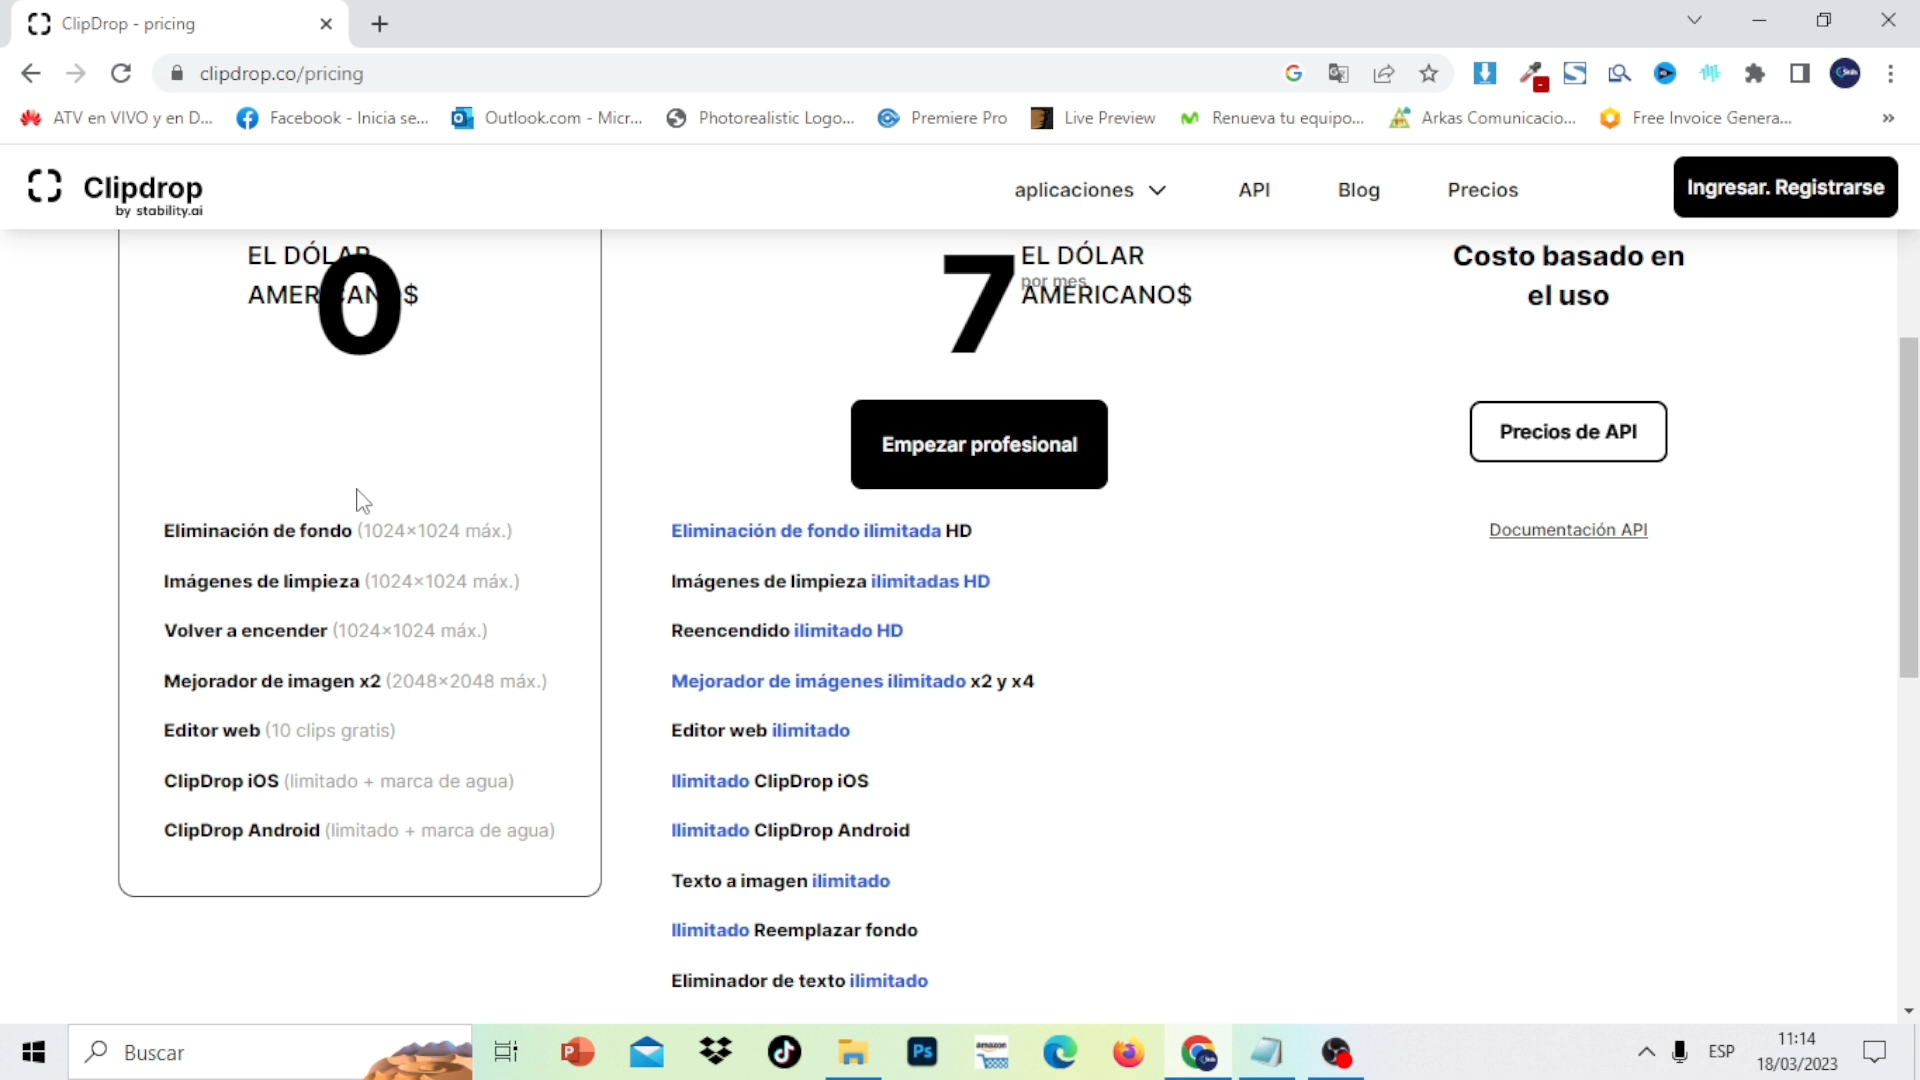 ClipDrop - pricing
clipdrop.co/pricing
ATV en VIVO y en D...
Facebook - Inicia se...
Outlook.com - Micr...
Photorealistic Logo...
Premiere Pro
Live Preview
Renueva tu equipo...
Arkas Comunicacio...
Free Invoice Genera...
»
Clipdrop
by stability.ai
aplicaciones
API
Blog
Precios
Ingresar. Registrarse
EL DÓLAR
AMERICANO$
0
7
EL DÓLAR
por mes
AMERICANO$
Costo basado en
el uso
Empezar profesional
Precios de API
Documentación API
Eliminación de fondo (1024×1024 máx.)
Imágenes de limpieza (1024×1024 máx.)
Volver a encender (1024×1024 máx.)
Mejorador de imagen x2 (2048×2048 máx.)
Editor web (10 clips gratis)
ClipDrop iOS (limitado + marca de agua)
ClipDrop Android (limitado + marca de agua)
Eliminación de fondo ilimitada HD
Imágenes de limpieza ilimitadas HD
Reencendido ilimitado HD
Mejorador de imágenes ilimitado x2 y x4
Editor web ilimitado
Ilimitado ClipDrop iOS
Ilimitado ClipDrop Android
Texto a imagen ilimitado
Ilimitado Reemplazar fondo
Eliminador de texto ilimitado
Buscar
Ps
amazon
ESP
11:14
18/03/2023